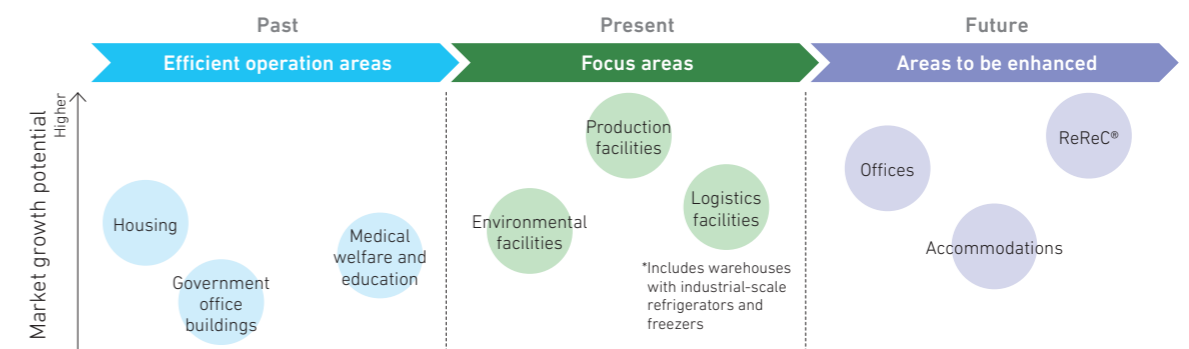 Past
Present
Future
Efficient operation areas
Focus areas
Areas to be enhanced
Market growth potential
Higher
Housing
Government
office
buildings
Medical
welfare and
education
Environmental
facilities
Production
facilities
Logistics
facilities
*Includes warehouses
with industrial-scale
refrigerators and
freezers
Offices
Accommodations
ReReC®